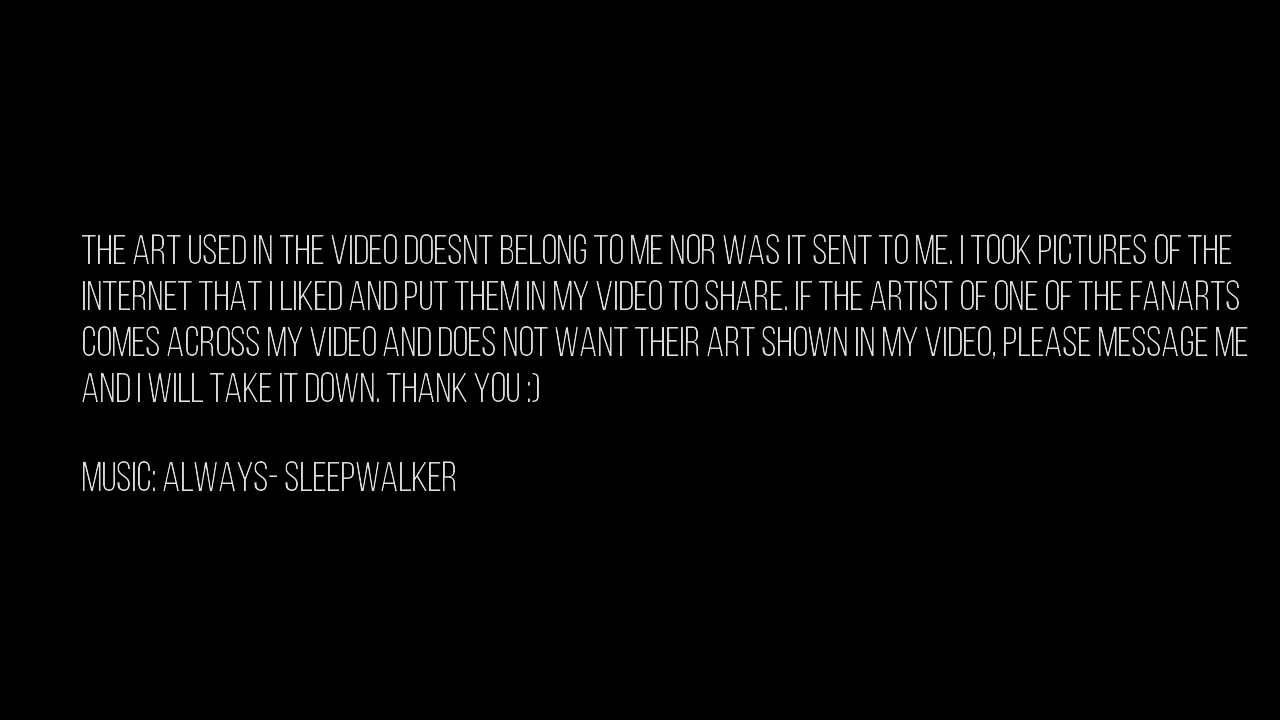 THE ART USED IN THE VIDEO DOESNT BELONG TO ME NOR WAS IT SENT TO ME. I TOOK PICTURES OF THE
INTERNET THAT I LIKED AND PUT THEM IN MY VIDEO TO SHARE. IF THE ARTIST OF ONE OF THE FANARTS
COMES ACROSS MY VIDEO AND DOES NOT WANT THEIR ART SHOWN IN MY VIDEO, PLEASE MESSAGE ME
AND I WILL TAKE IT DOWN. THANK YOU :)
MUSIC: ALWAYS- SLEEPWALKER